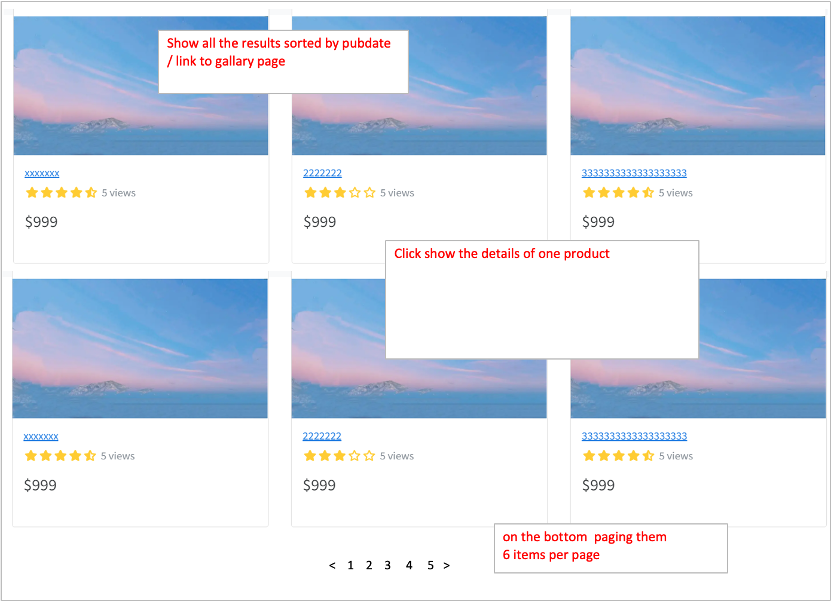 Show all the results sorted by pubdate
/ link to gallary page
xxxxxxx
5 views
$999
2222222
5 views
$999
3333333333333333333
5 views
$999
Click show the details of one product
xxxxxxx
5 views
$999
2222222
5 views
$999
3333333333333333333
5 views
$999
on the bottom paging them
6 items per page
< 1 2 3 4 5 >